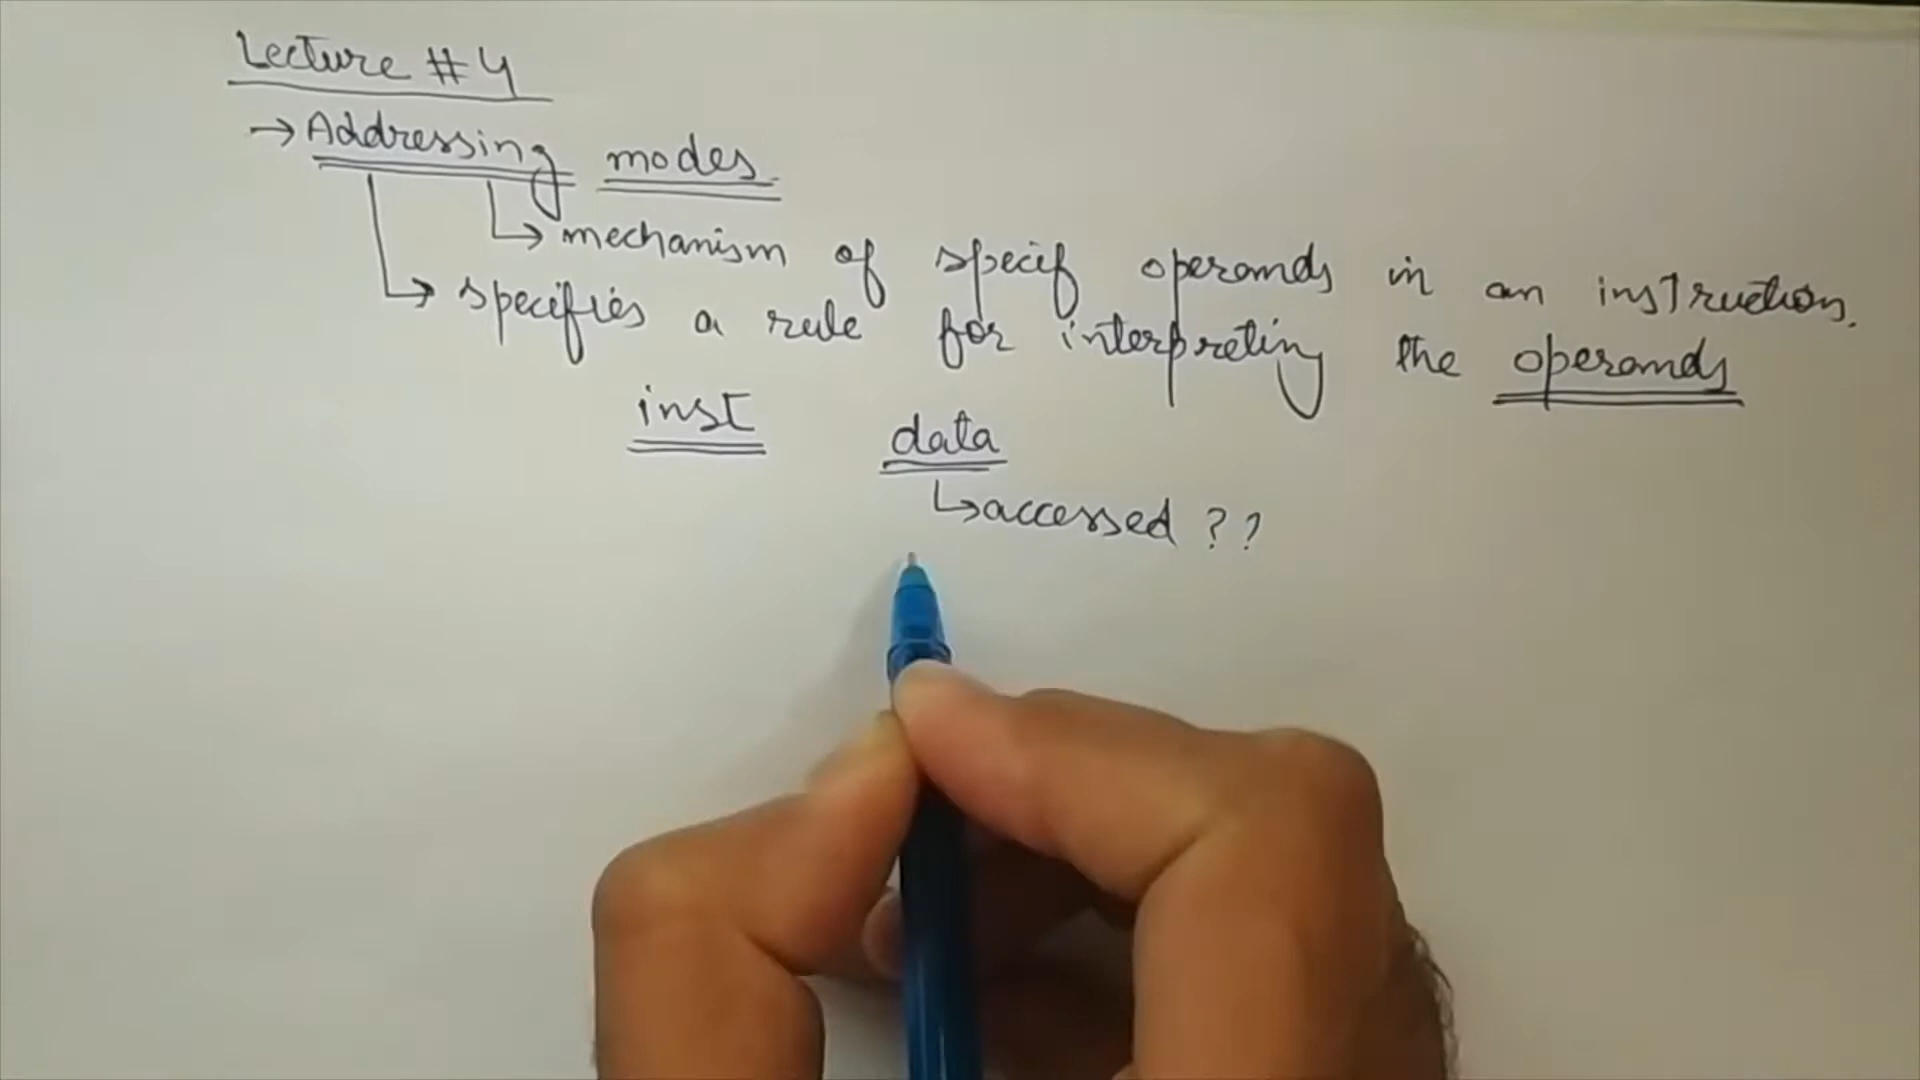 Lecture #4
→ Addressing modes.
↳ mechanism of specif operands in an instruction.
↳ specifies a rule for interpreting the operands
inst data
↳ accessed ??